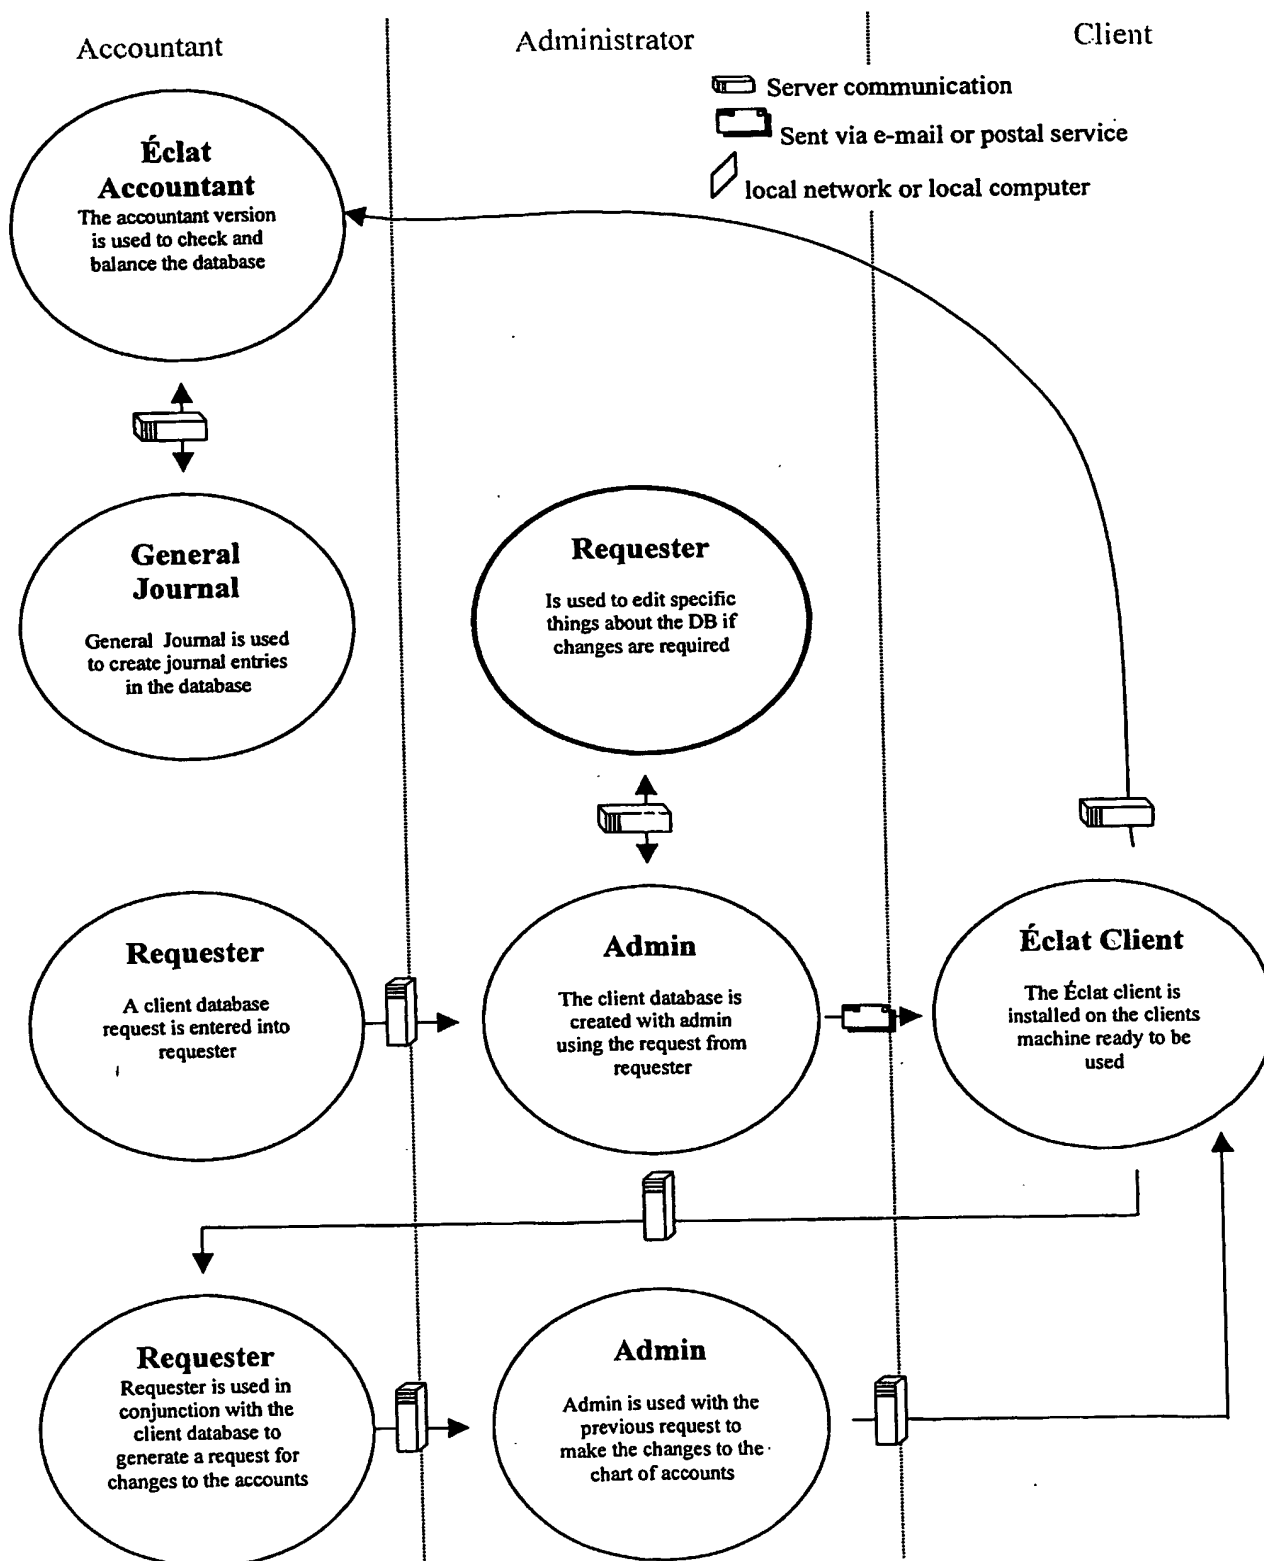 Accountant
Administrator
Client
Server communication
Sent via e-mail or postal service
local network or local computer
Éclat
Accountant
The accountant version
is used to check and
balance the database
General
Journal
General Journal is used
to create journal entries
in the database
Requester
Is used to edit specific
things about the DB if
changes are required
Requester
A client database
request is entered into
requester
Admin
The client database is
created with admin
using the request from
requester
Éclat Client
The Éclat client is
installed on the clients
machine ready to be
used
Requester
Requester is used in
conjunction with the
client database to
generate a request for
changes to the accounts
Admin
Admin is used with the
previous request to
make the changes to the
chart of accounts